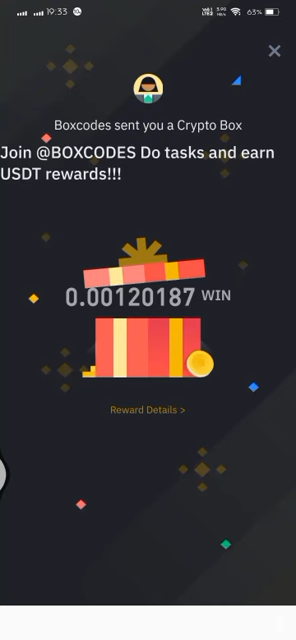 19:33
63%
Boxcodes sent you a Crypto Box
Join @BOXCODES Do tasks and earn
USDT rewards!!!
0.00120187 WIN
Reward Details >